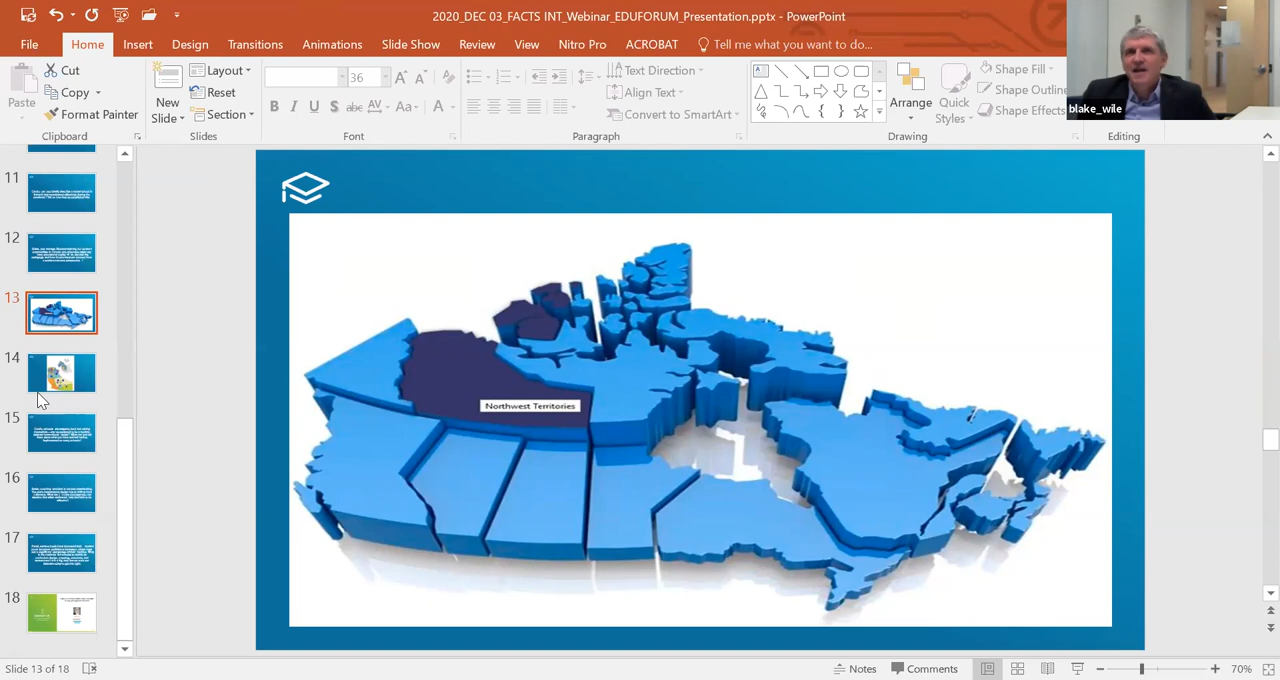 2020_DEC 03_FACTS INT_Webinar_EDUFORUM_Presentation.pptx - PowerPoint
File Home Insert Design Transitions Animations Slide Show Review View Nitro Pro ACROBAT Tell me what you want to do...
Paste
Cut
Copy
Format Painter
Clipboard
New
Slide
Layout
Reset
Section
Slides
36
A A
B I U S abc AV Aa A
Font
Text Direction
Align Text
Convert to SmartArt
Paragraph
Arrange
Quick
Styles
Shape Fill
Shape Outline
Shape Effects
Drawing
Editing
blake_wile
11
12
13
14
15
16
17
18
Northwest Territories
Slide 13 of 18
Notes Comments 70%